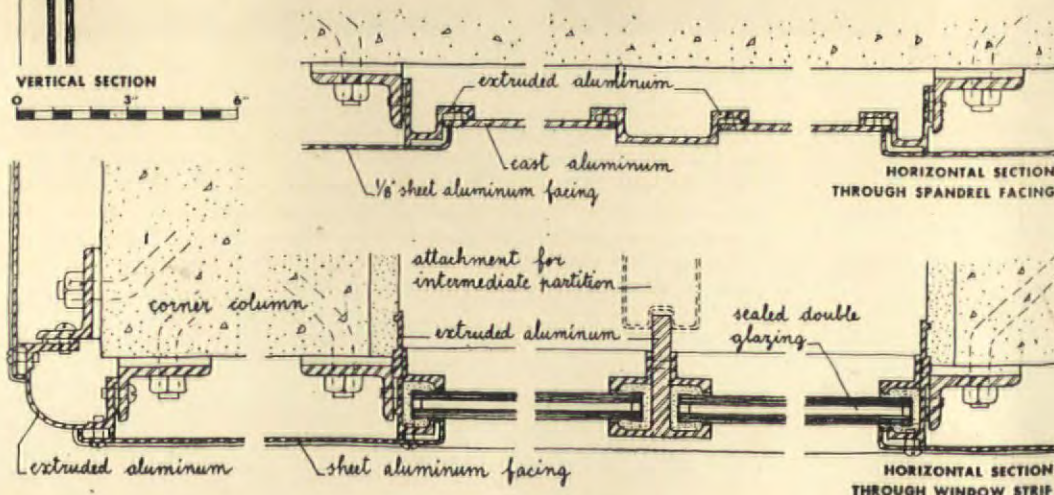 VERTICAL SECTION
0 3" 6"
extruded aluminum
cast aluminum
1/8" sheet aluminum facing
HORIZONTAL SECTION
THROUGH SPANDREL FACING
attachment for
intermediate partition
corner column
extruded aluminum
sealed double
glazing
extruded aluminum
sheet aluminum facing
HORIZONTAL SECTION
THROUGH WINDOW STRIP